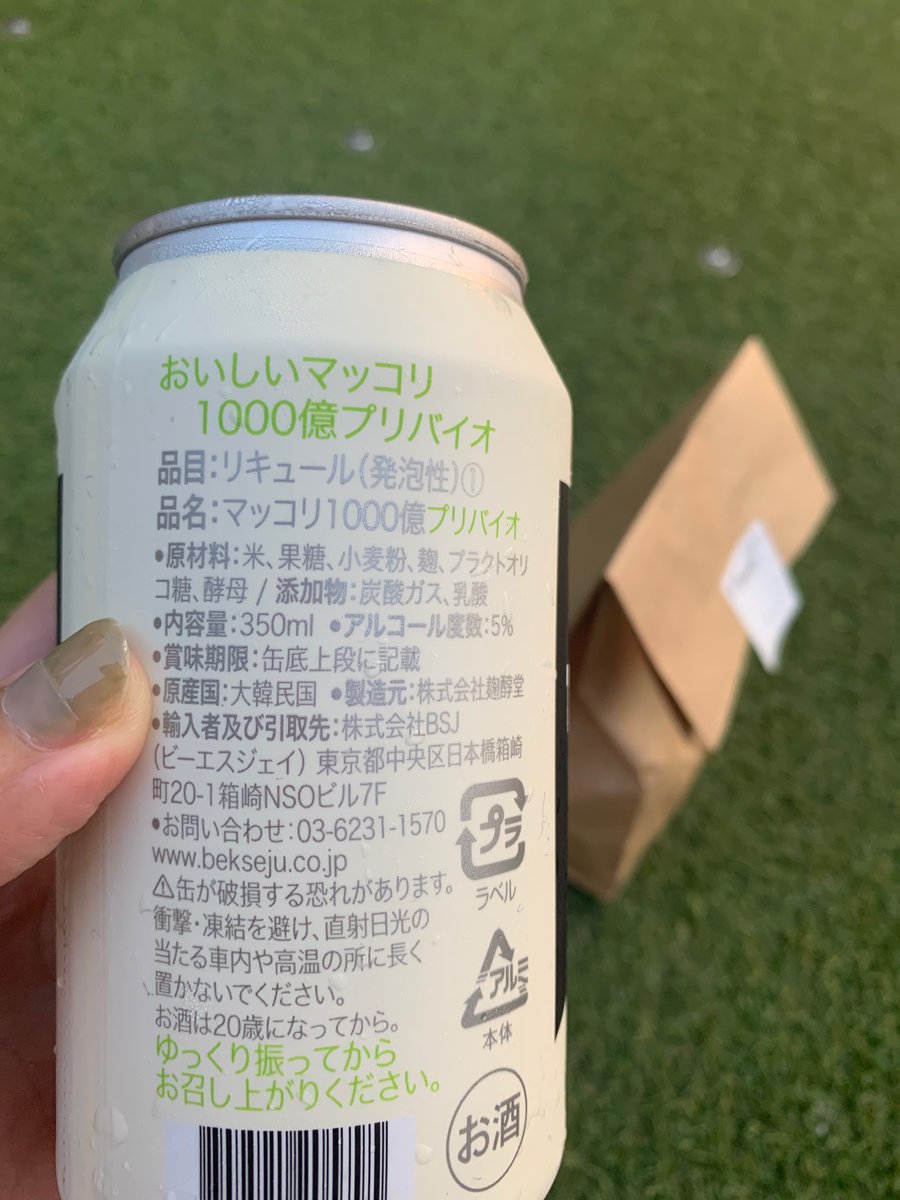 おいしいマッコリ
1000億プリバイオ
品目:リキュール(発泡性)①
品名:マッコリ1000億プリバイオ
•原材料:米、果糖、小麦粉、麹、プラクトオリ
コ糖、酵母 / 添加物:炭酸ガス、乳酸
•内容量:350ml •アルコール度数:5%
•賞味期限:缶底上段に記載
•原産国:大韓民国 •製造元:株式会社麹醇堂
•輸入者及び引取先:株式会社BSJ
(ビーエスジェイ) 東京都中央区日本橋箱崎
町20-1箱崎NSOビル7F
•お問い合わせ:03-6231-1570
www.bekseju.co.jp
⚠缶が破損する恐れがあります。
衝撃・凍結を避け、直射日光の
当たる車内や高温の所に長く
置かないでください。
お酒は20歳になってから。
ゆっくり振ってから
お召し上がりください。
プラ
ラベル
アルミ
本体
お酒